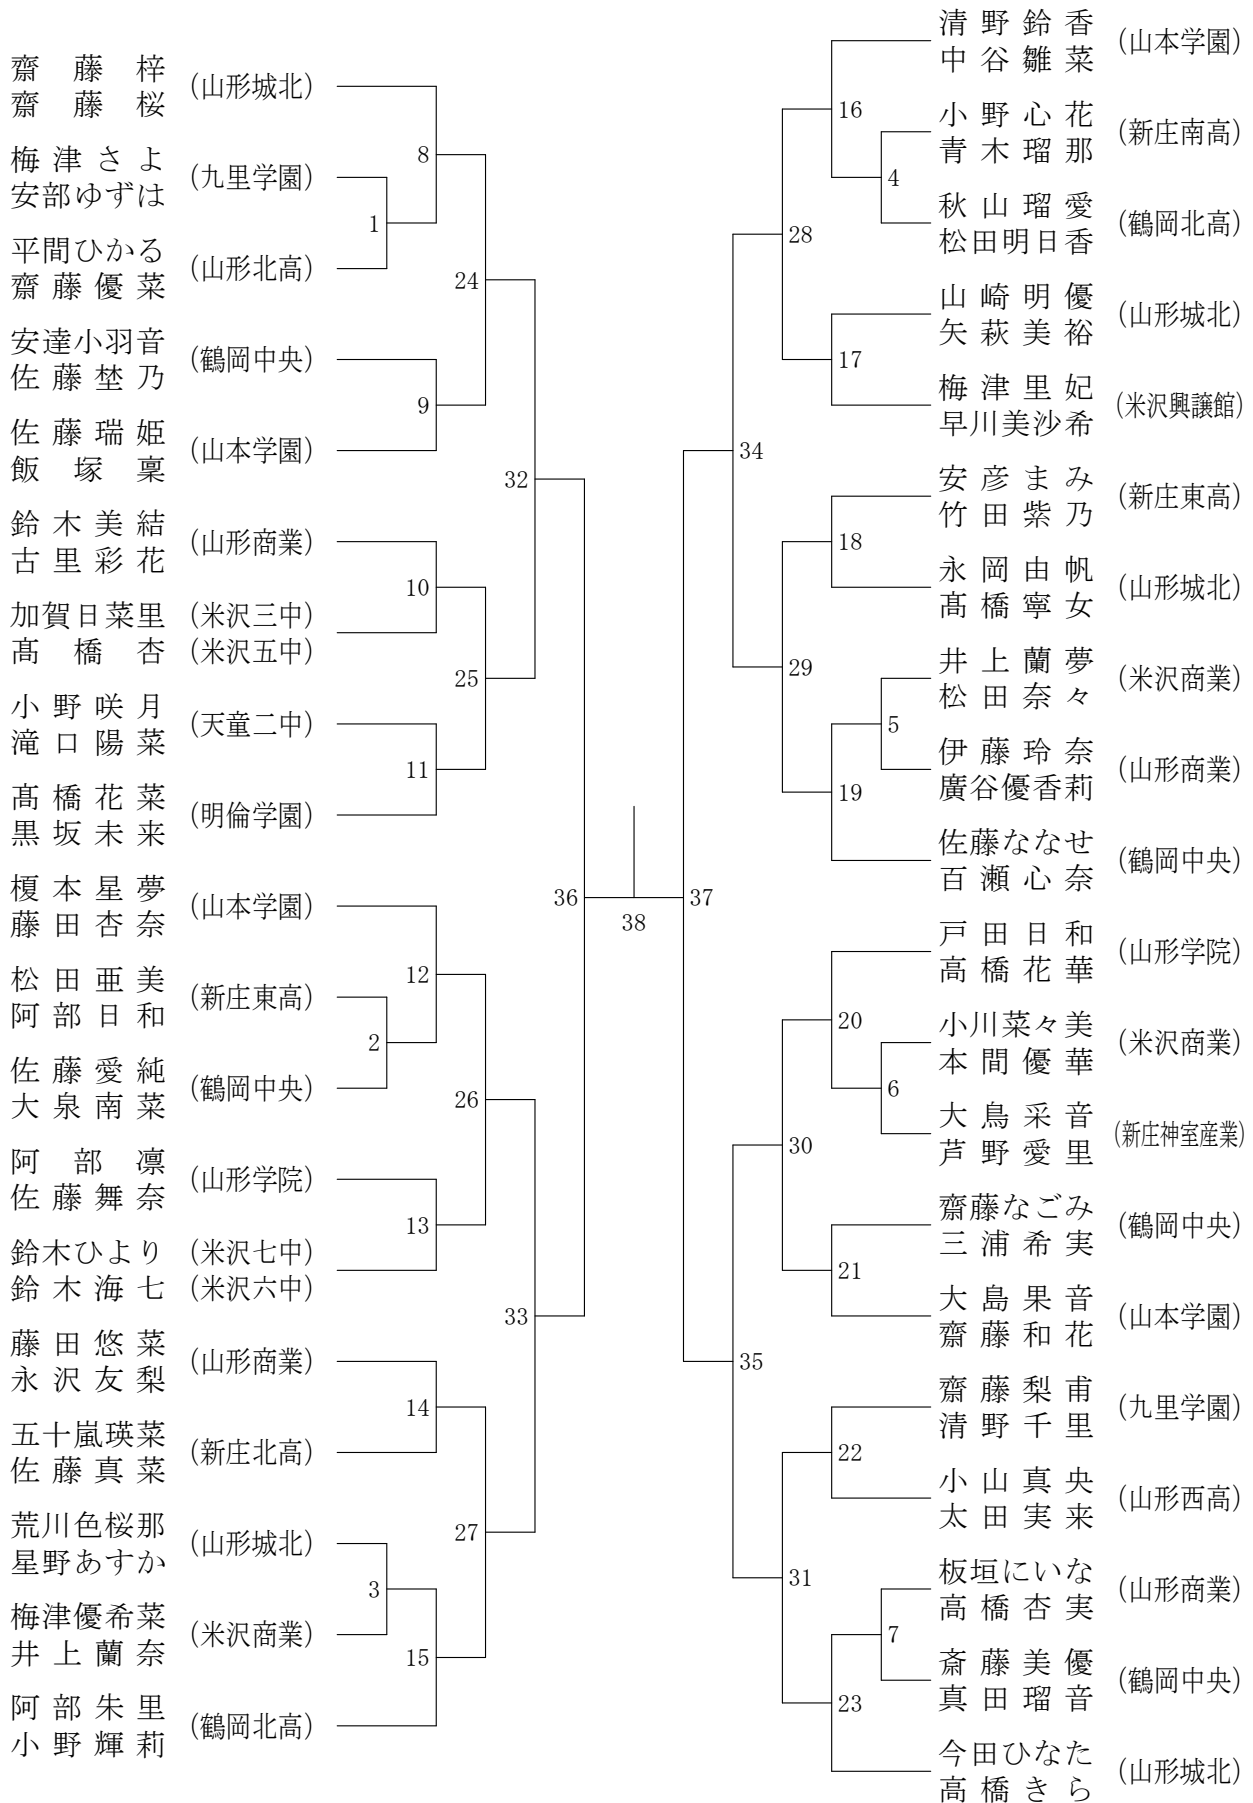 齋藤梓 (山形城北)
齋藤桜
梅津さよ (九里学園)
安部ゆずは
平間ひかる (山形北高)
齋藤優菜
安達小羽音 (鶴岡中央)
佐藤埜乃
佐藤瑞姫 (山本学園)
飯塚稟
鈴木美結 (山形商業)
古里彩花
加賀日菜里 (米沢三中)
髙橋杏 (米沢五中)
小野咲月 (天童二中)
滝口陽菜
髙橋花菜 (明倫学園)
黒坂未来
榎本星夢 (山本学園)
藤田杏奈
松田亜美 (新庄東高)
阿部日和
佐藤愛純 (鶴岡中央)
大泉南菜
阿部凛 (山形学院)
佐藤舞奈
鈴木ひより (米沢七中)
鈴木海七 (米沢六中)
藤田悠菜 (山形商業)
永沢友梨
五十嵐瑛菜 (新庄北高)
佐藤真菜
荒川色桜那 (山形城北)
星野あすか
梅津優希菜 (米沢商業)
井上蘭奈
阿部朱里 (鶴岡北高)
小野輝莉
1
2
3
8
9
10
11
12
13
14
15
24
25
26
27
32
33
36
38
37
34
35
28
29
30
31
16
17
18
19
20
21
22
23
4
5
6
7
清野鈴香 (山本学園)
中谷雛菜
小野心花 (新庄南高)
青木瑠那
秋山瑠愛 (鶴岡北高)
松田明日香
山崎明優 (山形城北)
矢萩美裕
梅津里妃 (米沢興譲館)
早川美沙希
安彦まみ (新庄東高)
竹田紫乃
永岡由帆 (山形城北)
髙橋寧女
井上蘭夢 (米沢商業)
松田奈々
伊藤玲奈 (山形商業)
廣谷優香莉
佐藤ななせ (鶴岡中央)
百瀬心奈
戸田日和 (山形学院)
高橋花華
小川菜々美 (米沢商業)
本間優華
大鳥采音 (新庄神室産業)
芦野愛里
齋藤なごみ (鶴岡中央)
三浦希実
大島果音 (山本学園)
齋藤和花
齋藤梨甫 (九里学園)
清野千里
小山真央 (山形西高)
太田実来
板垣にいな (山形商業)
高橋杏実
斎藤美優 (鶴岡中央)
真田瑠音
今田ひなた (山形城北)
高橋きら